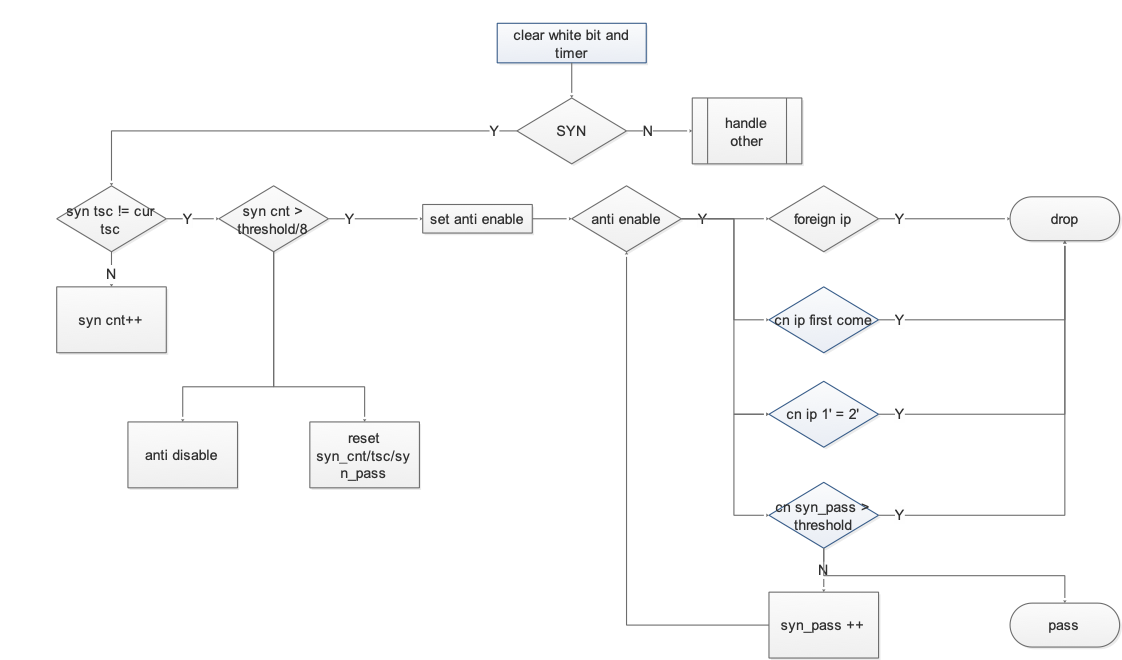 clear white bit and
timer
Y
SYN
N
handle
other
syn tsc != cur
tsc
Y
syn cnt >
threshold/8
Y
set anti enable
anti enable
Y
foreign ip
Y
drop
N
syn cnt++
cn ip first come
Y
cn ip 1' = 2'
Y
anti disable
reset
syn_cnt/tsc/sy
n_pass
cn syn_pass >
threshold
Y
N
syn_pass ++
pass